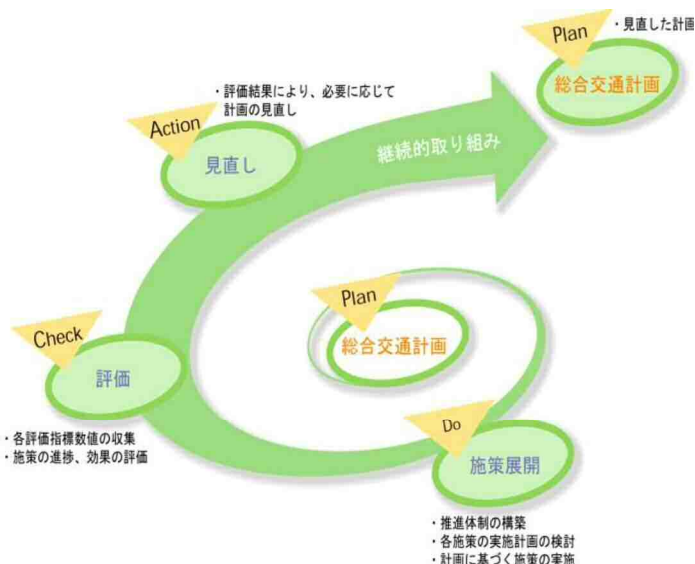 Plan
・見直した計画
総合交通計画
・評価結果により、必要に応じて
計画の見直し
Action
見直し
継続的取り組み
Plan
総合交通計画
Check
評価
・各評価指標数値の収集
・施策の進捗、効果の評価
Do
施策展開
・推進体制の構築
・各施策の実施計画の検討
・計画に基づく施策の実施